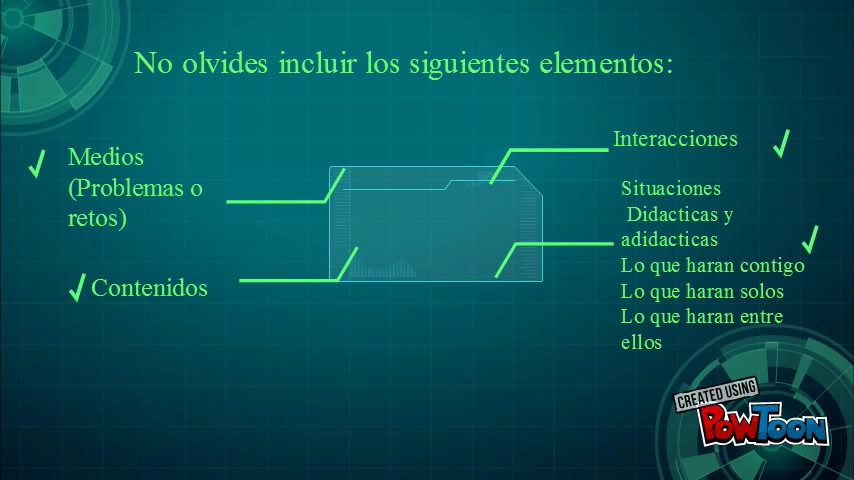 No olvides incluir los siguientes elementos:
Medios
(Problemas o
retos)
Contenidos
Interacciones
Situaciones
Didacticas y
adidacticas
Lo que haran contigo
Lo que haran solos
Lo que haran entre
ellos
CREATED USING
POWTOON